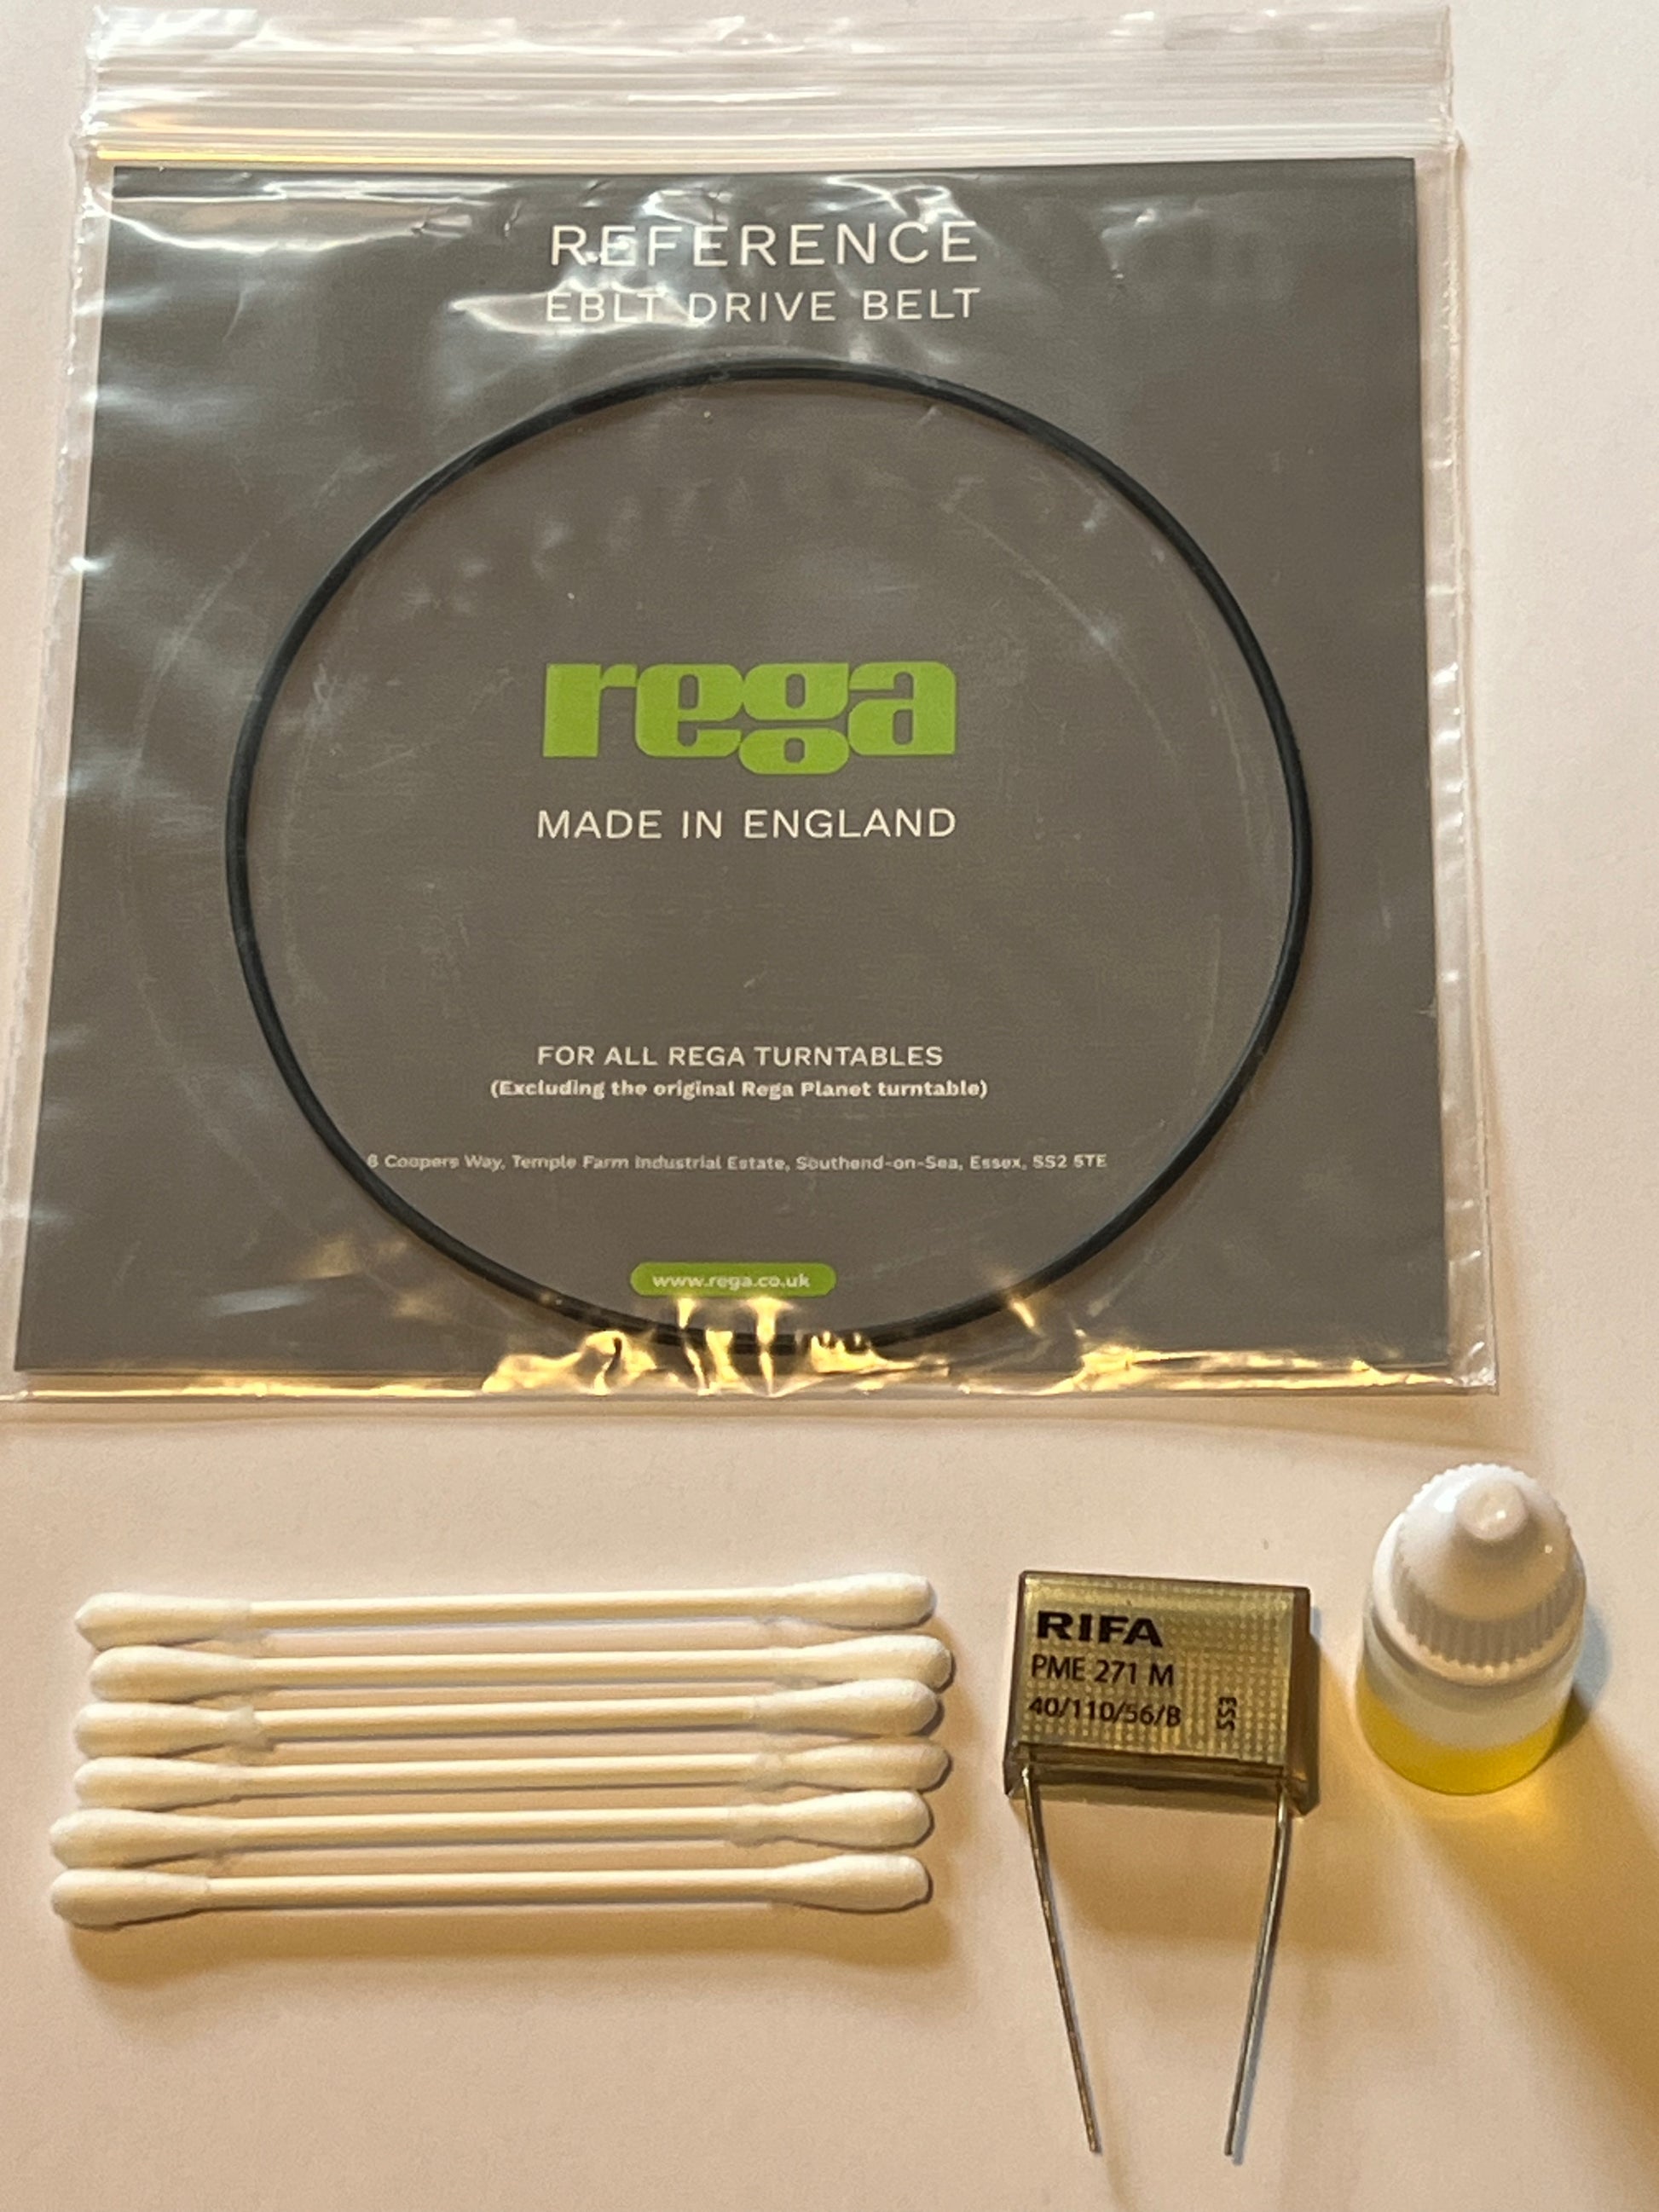 REFERENCE
EBLT DRIVE BELT
rega
MADE IN ENGLAND
FOR ALL REGA TURNTABLES
(Excluding the original Rega Planet turntable)
6 Coopers Way, Temple Farm Industrial Estate, Southend-on-Sea, Essex, SS2 5TE
www.rega.co.uk
RIFA
PME 271 M
40/110/56/B